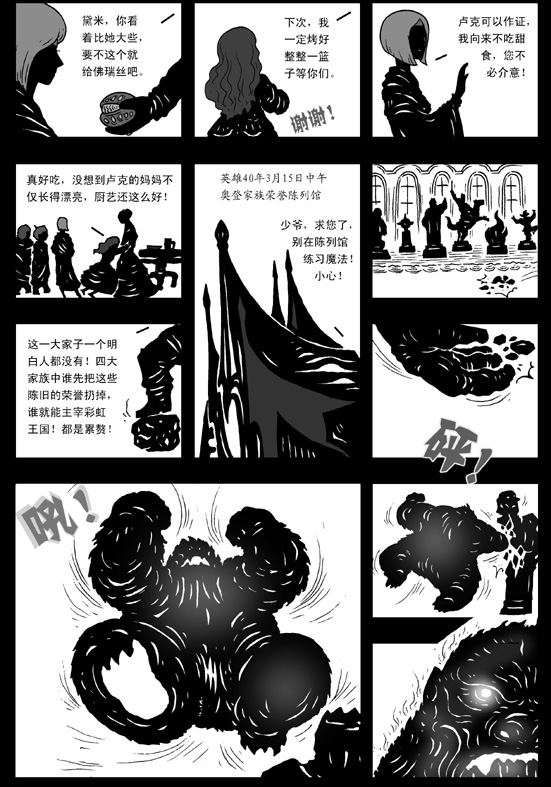 黛米，你看
着比她大些，
要不这个就
给佛瑞丝吧。
下次，我
一定烤好
整整一篮
子等你们。
谢谢！
卢克可以作证，
我向来不吃甜
食，您不
必介意！
真好吃，没想到卢克的妈妈不
仅长得漂亮，厨艺还这么好！
英雄40年3月15日中午
奥登家族荣誉陈列馆
少爷，求您了，
别在陈列馆
练习魔法！
小心！
这一大家子一个明
白人都没有！四大
家族中谁先把这些
陈旧的荣誉扔掉，
谁就能主宰彩虹
王国！都是累赘！
砰！
吼！